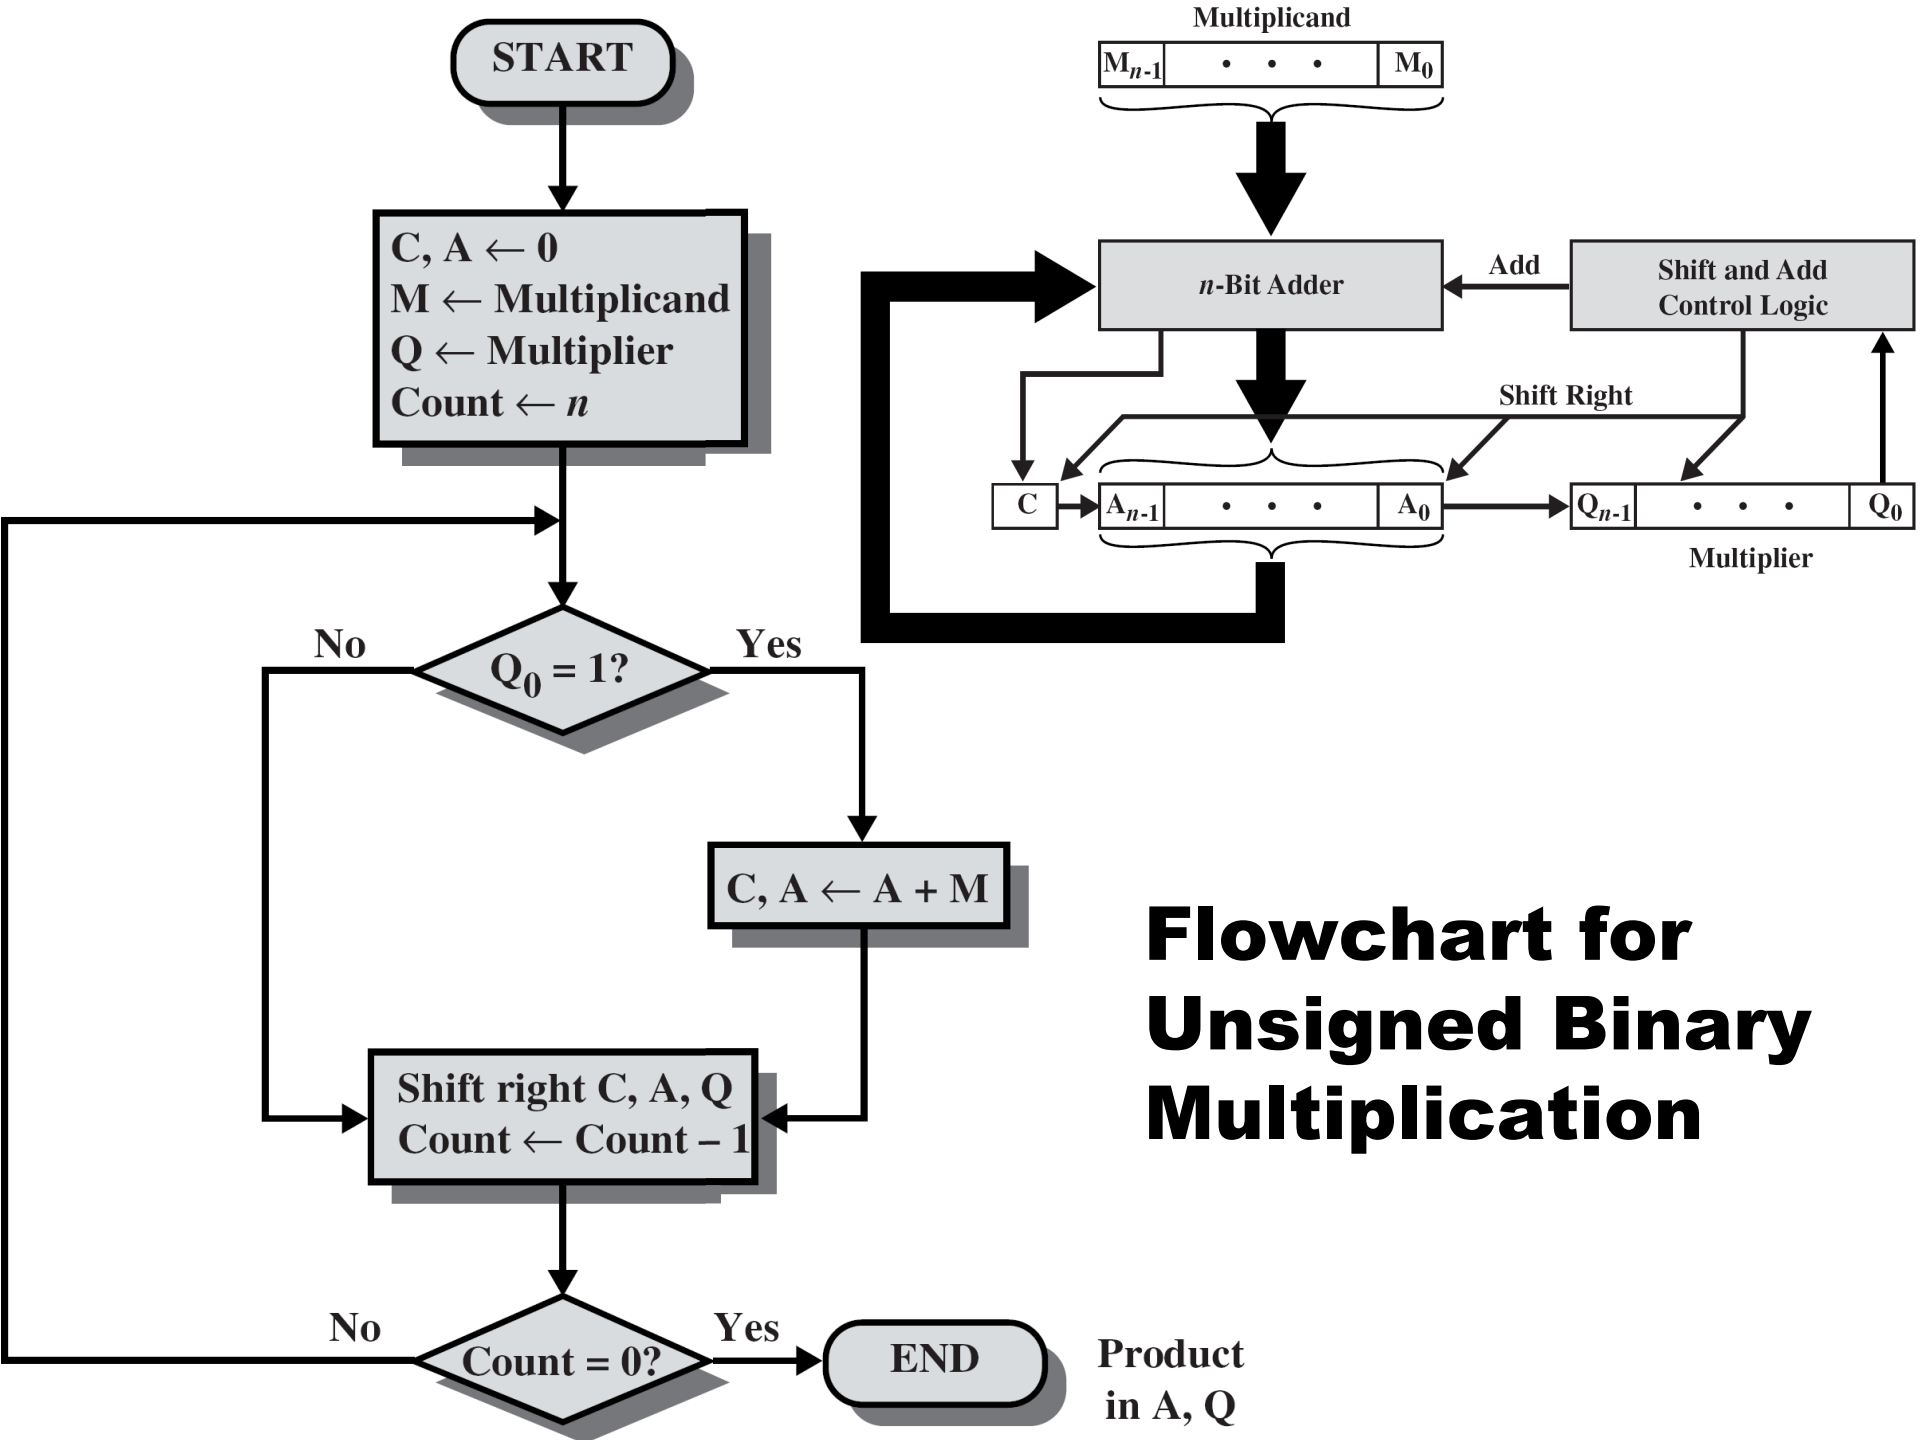 START
C, A ← 0
M ← Multiplicand
Q ← Multiplier
Count ← n
No
Q₀ = 1?
Yes
C, A ← A + M
Shift right C, A, Q
Count ← Count – 1
No
Count = 0?
Yes
END
Product
in A, Q
Multiplicand
Mₙ₋₁ • • • M₀
n-Bit Adder
Add
Shift and Add
Control Logic
Shift Right
C
Aₙ₋₁ • • • A₀
Qₙ₋₁ • • • Q₀
Multiplier
Flowchart for
Unsigned Binary
Multiplication